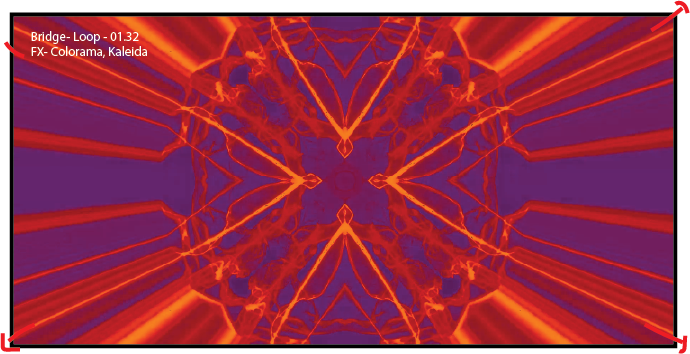 Bridge- Loop - 01.32
FX- Colorama, Kaleida